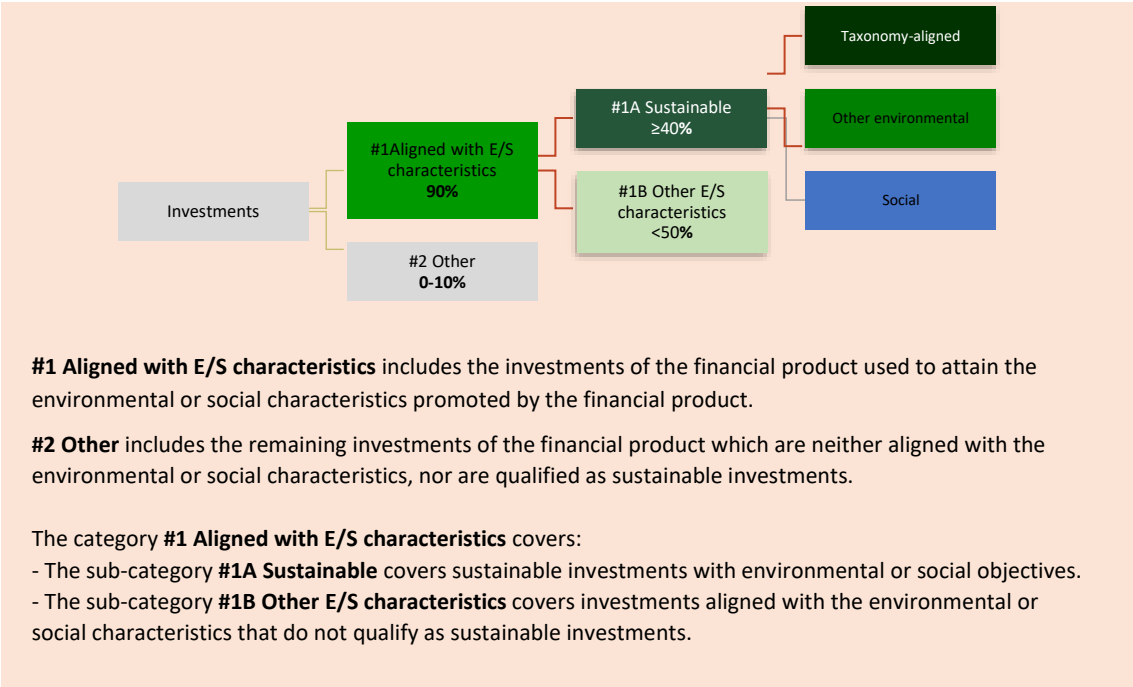 Investments
#1Aligned with E/S
characteristics
90%
#2 Other
0-10%
#1A Sustainable
≥40%
#1B Other E/S
characteristics
<50%
Taxonomy-aligned
Other environmental
Social
#1 Aligned with E/S characteristics includes the investments of the financial product used to attain the
environmental or social characteristics promoted by the financial product.
#2 Other includes the remaining investments of the financial product which are neither aligned with the
environmental or social characteristics, nor are qualified as sustainable investments.
The category #1 Aligned with E/S characteristics covers:
- The sub-category #1A Sustainable covers sustainable investments with environmental or social objectives.
- The sub-category #1B Other E/S characteristics covers investments aligned with the environmental or
social characteristics that do not qualify as sustainable investments.